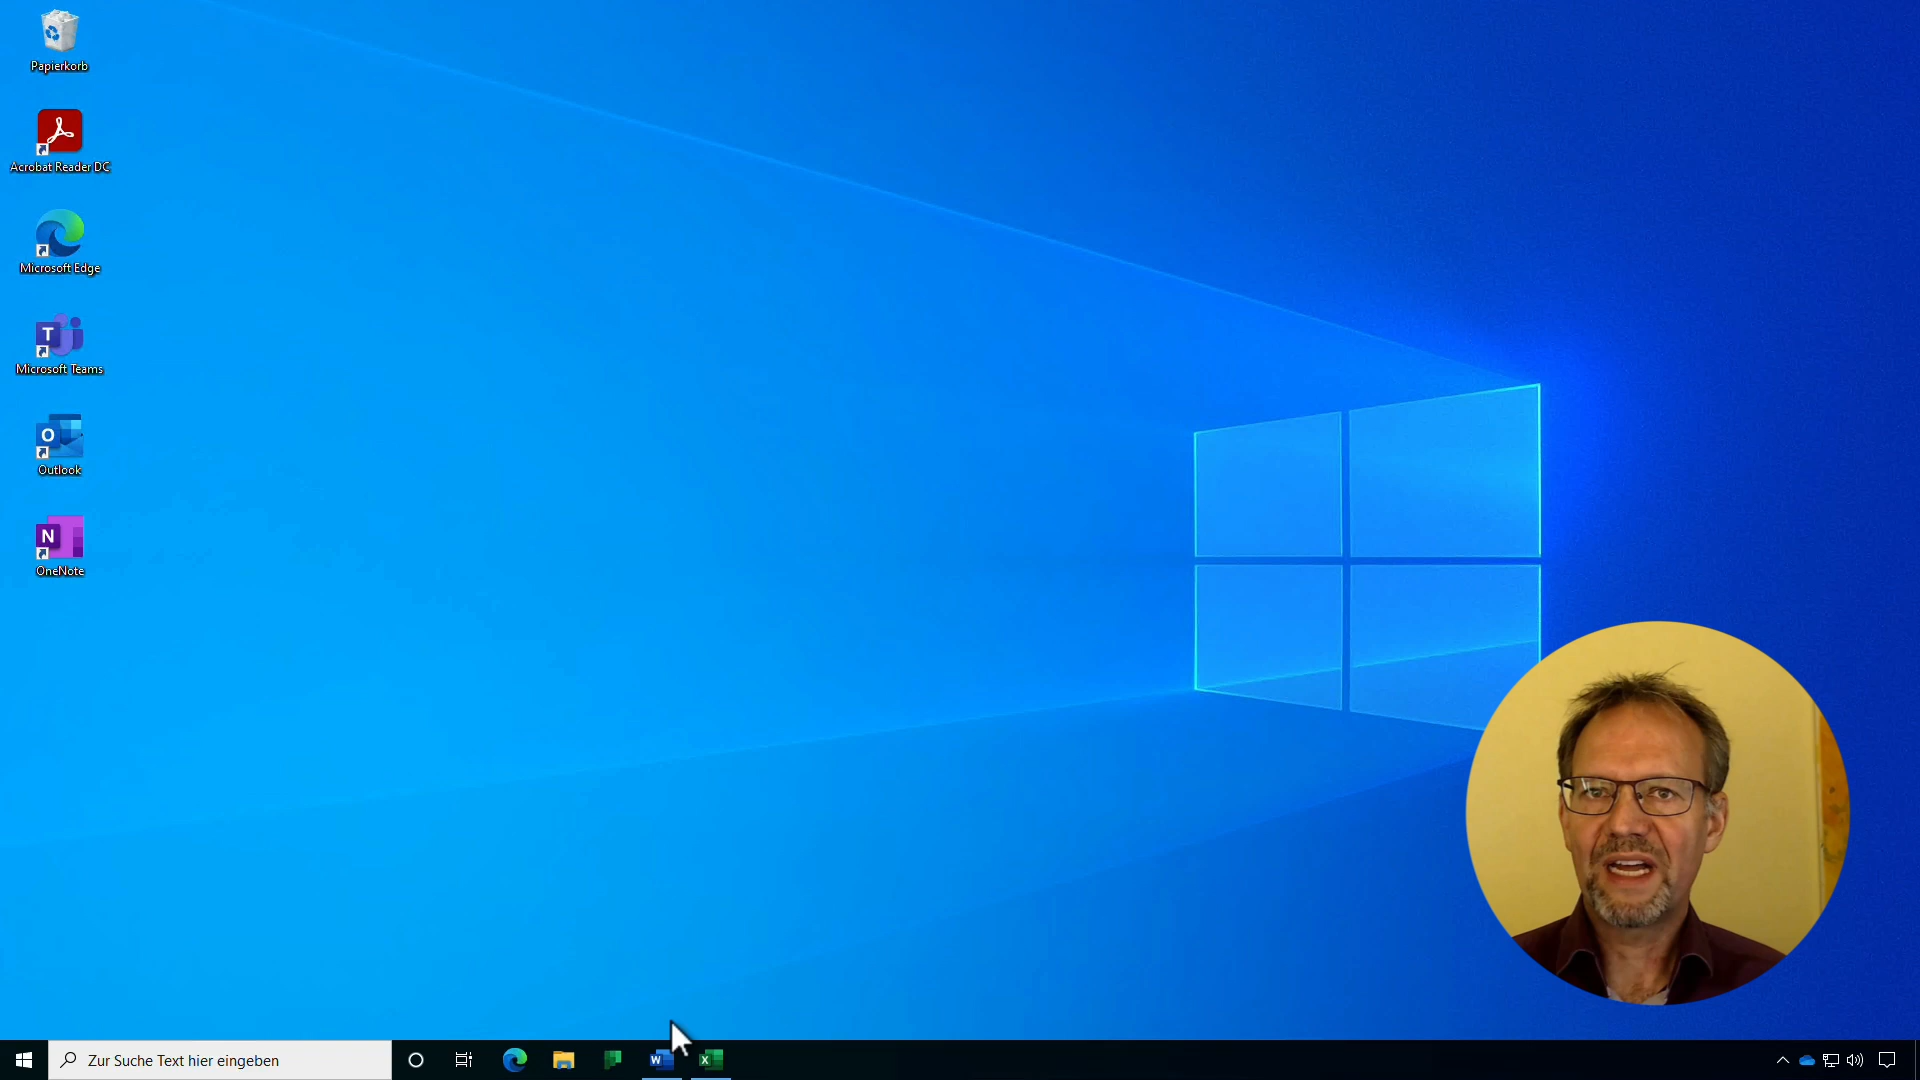 Papierkorb
Acrobat Reader DC
Microsoft Edge
T
Microsoft Teams
O
Outlook
N
OneNote
Zur Suche Text hier eingeben
W
X